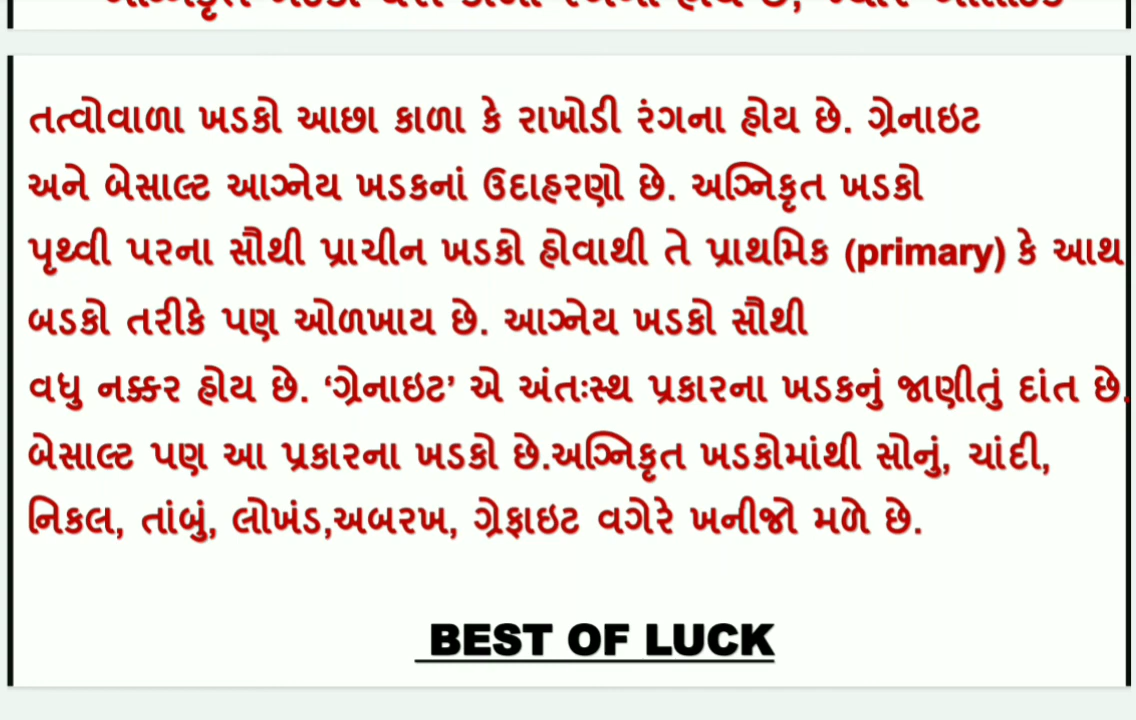 તત્વોવાળા ખડકો આછા કાળા કે રાખોડી રંગના હોય છે. ગ્રેનાઇટ
અને બેસાલ્ટ આગ્નેય ખડકનાં ઉદાહરણો છે. અગ્નિકૃત ખડકો
પૃથ્વી પરના સૌથી પ્રાચીન ખડકો હોવાથી તે પ્રાથમિક (primary) કે આથ
બડકો તરીકે પણ ઓળખાય છે. આગ્નેય ખડકો સૌથી
વધુ નક્કર હોય છે. ‘ગ્રેનાઇટ’ એ અંતઃસ્થ પ્રકારના ખડકનું જાણીતું દાંત છે.
બેસાલ્ટ પણ આ પ્રકારના ખડકો છે.અગ્નિકૃત ખડકોમાંથી સોનું, ચાંદી,
નિકલ, તાંબું, લોખંડ,અબરખ, ગ્રેફાઇટ વગેરે ખનીજો મળે છે.
BEST OF LUCK